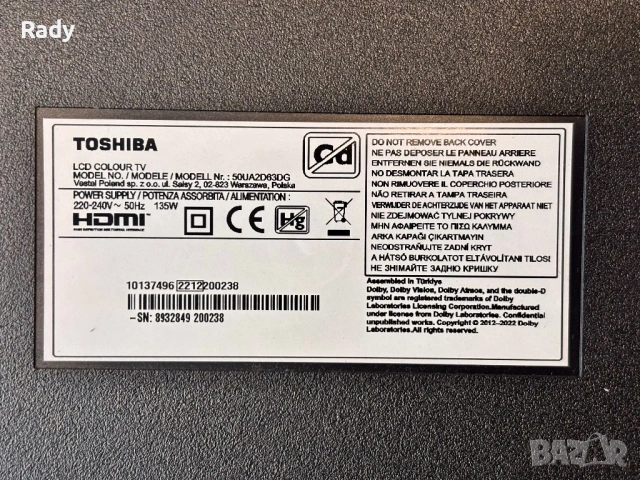 Rady
TOSHIBA
LCD COLOUR TV
MODEL NO. / MODELE / MODELL Nr. : 50UA2D63DG
Vestel Poland sp. z o.o. ul. Salsy 2, 02-823 Warszawa, Polska
POWER SUPPLY / POTENZA ASSORBITA / ALIMENTATION :
220-240V~ 50Hz 135W
HDMI
HIGH DEFINITION MULTIMEDIA INTERFACE
Cd
Hg
10137496 2212200238
-SN: 8932849 200238
DO NOT REMOVE BACK COVER
NE PAS DEPOSER LE PANNEAU ARRIERE
ENTFERNEN SIE NIEMALS DIE RÜCKWAND
NO DESMONTAR LA TAPA TRASERA
NON RIMUOVERE IL COPERCHIO POSTERIORE
NÃO RETIRAR A TAMPA TRASEIRA
VERWIJDER DE ACHTERZIJDE VAN HET APPARAAT NIET
NIE ZDEJMOWAĆ TYLNEJ POKRYWY
ΜΗΝ ΑΦΑΙΡΕΙΤΕ ΤΟ ΠΙΣΩ ΚΑΛΥΜΜΑ
ARKA KAPAĞI ÇIKARTMAYIN
NEODSTRAŇUJTE ZADNÍ KRYT
A HÁTSÓ BURKOLATOT ELTÁVOLÍTANI TILOS!
НЕ ЗНІМАЙТЕ ЗАДНЮ КРИШКУ
Assembled in Türkiye
Dolby, Dolby Vision, Dolby Atmos, and the double-D
symbol are registered trademarks of Dolby
Laboratories Licensing Corporation.Manufactured
under license from Dolby Laboratories. Confidential
unpublished works. Copyright © 2012-2022 Dolby
Laboratories.All rights reserved.
BAZAR